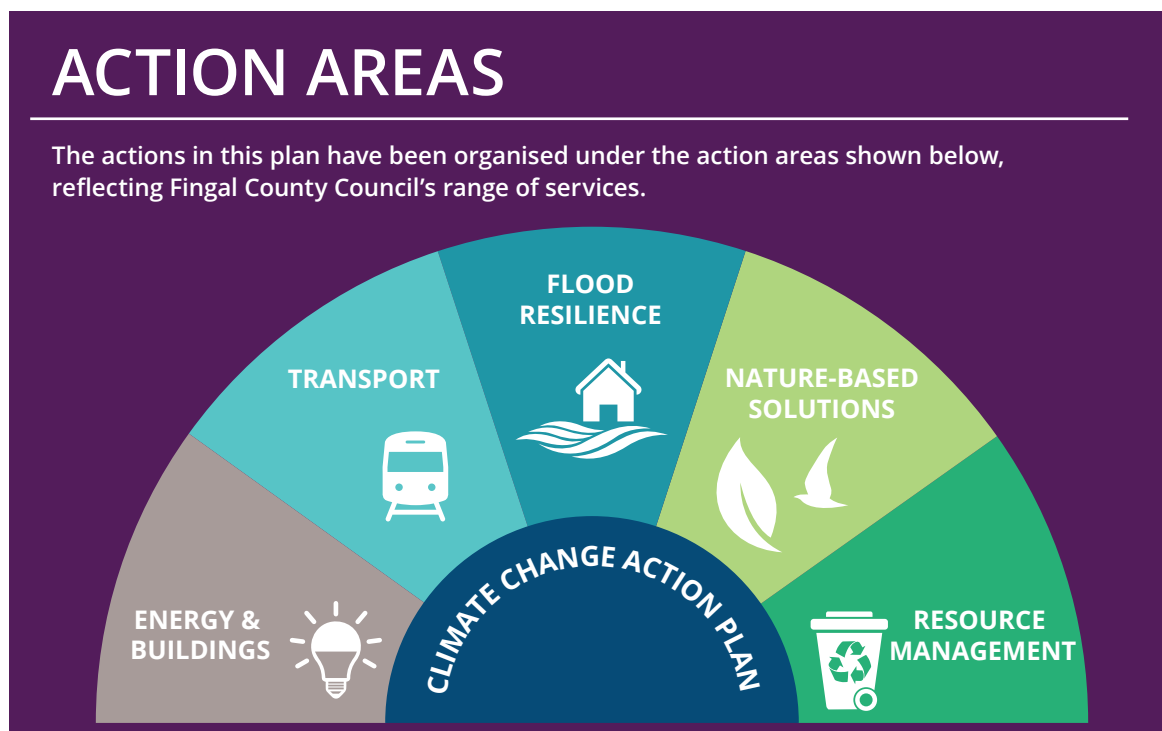 ACTION AREAS
The actions in this plan have been organised under the action areas shown below,
reflecting Fingal County Council’s range of services.
ENERGY &
BUILDINGS
TRANSPORT
FLOOD
RESILIENCE
NATURE-BASED
SOLUTIONS
RESOURCE
MANAGEMENT
CLIMATE CHANGE ACTION PLAN